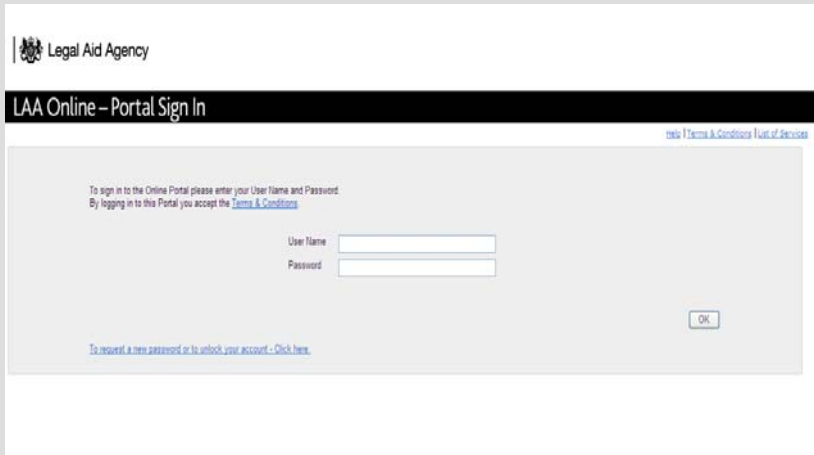 Legal Aid Agency
LAA Online – Portal Sign In
Help | Terms & Conditions | List of Services
To sign in to the Online Portal please enter your User Name and Password.
By logging in to this Portal you accept the Terms & Conditions.
User Name
Password
OK
To request a new password or to unlock your account - Click here.